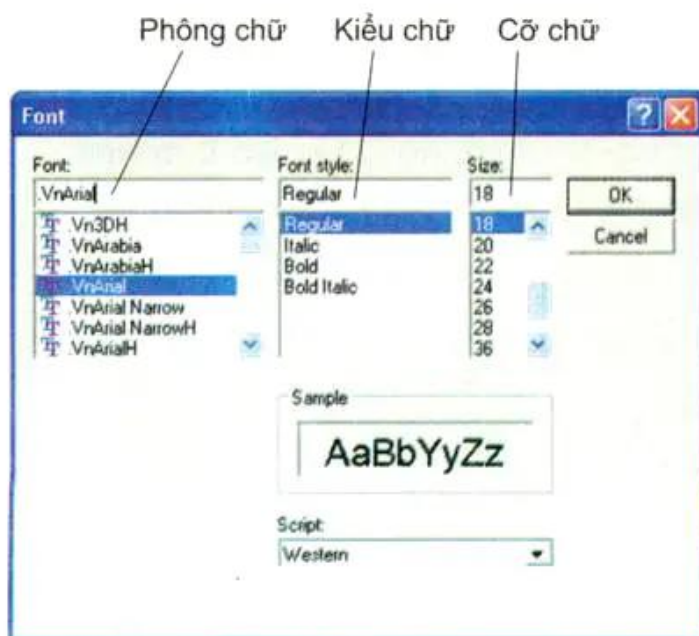 Phông chữ Kiểu chữ Cỡ chữ
Font
Font: Font style: Size:
.VnArial Regular 18 OK
.Vn3DH Regular 18 Cancel
.VnArabia Italic 20
.VnArabiaH Bold 22
.VnArial Bold Italic 24
.VnArial Narrow 26
.VnArial NarrowH 28
.VnArialH 36
Sample
AaBbYyZz
Script:
Western